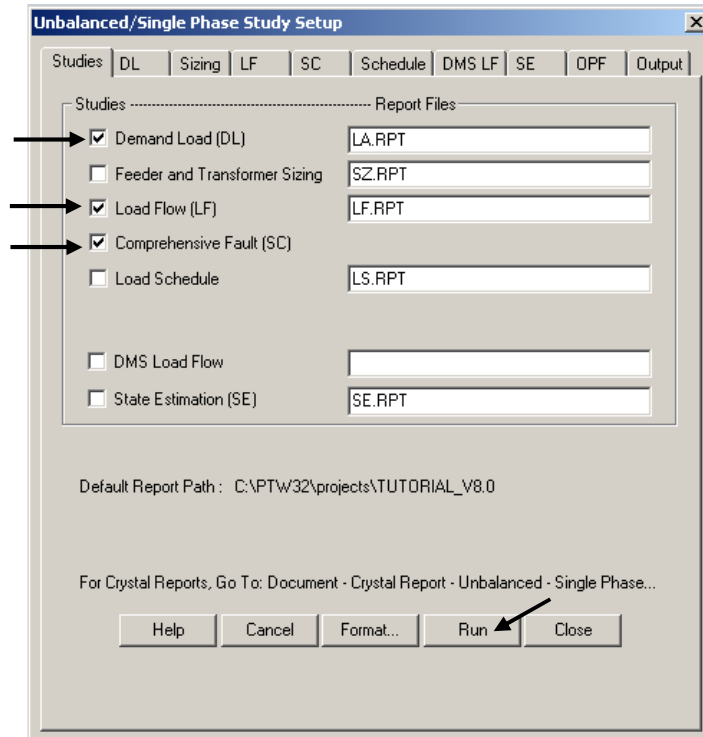 Unbalanced/Single Phase Study Setup
Studies DL Sizing LF SC Schedule DMS LF SE OPF Output
Studies Report Files
Demand Load (DL) LA.RPT
Feeder and Transformer Sizing SZ.RPT
Load Flow (LF) LF.RPT
Comprehensive Fault (SC)
Load Schedule LS.RPT
DMS Load Flow
State Estimation (SE) SE.RPT
Default Report Path : C:\PTW32\projects\TUTORIAL_V8.0
For Crystal Reports, Go To: Document - Crystal Report - Unbalanced - Single Phase...
Help Cancel Format... Run Close